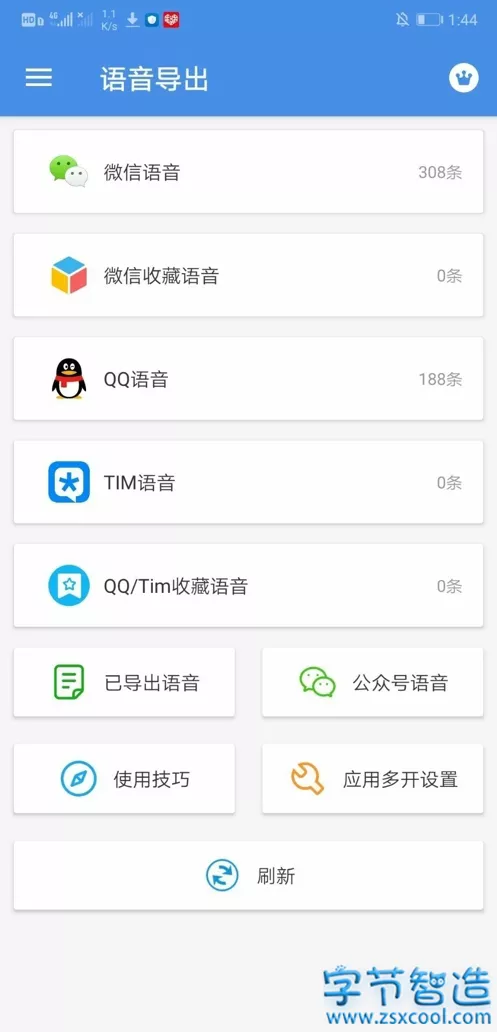 HD 4G 1.1 K/s 1:44
语音导出
微信语音 308条
微信收藏语音 0条
QQ语音 188条
TIM语音 0条
QQ/Tim收藏语音 0条
已导出语音 公众号语音
使用技巧 应用多开设置
刷新
字节智造
www.zsxcool.com